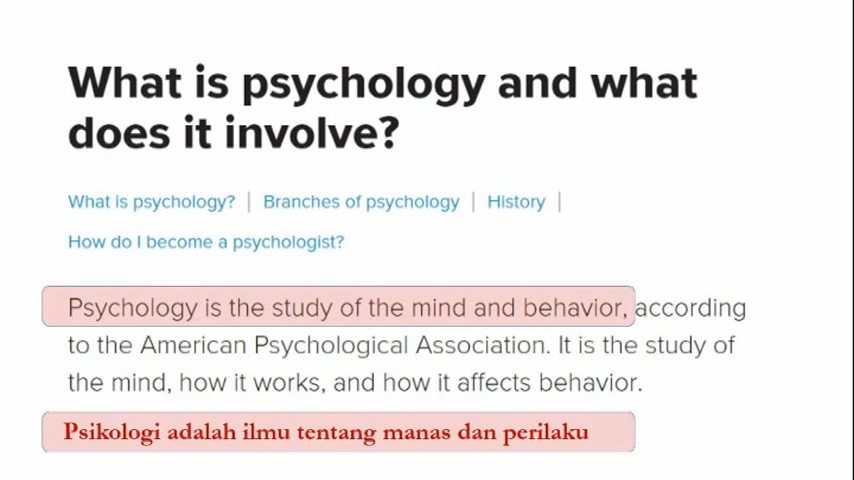 What is psychology and what
does it involve?
What is psychology? | Branches of psychology | History |
How do I become a psychologist?
Psychology is the study of the mind and behavior, according
to the American Psychological Association. It is the study of
the mind, how it works, and how it affects behavior.
Psikologi adalah ilmu tentang manas dan perilaku